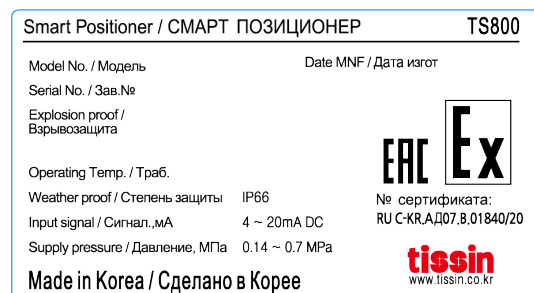 Smart Positioner / СМАРТ ПОЗИЦИОНЕР TS800
Model No. / Модель Date MNF / Дата изгот
Serial No. / Зав.№
Explosion proof /
Взрывозащита
EAC Ex
Operating Temp. / Траб.
Weather proof / Степень защиты IP66
№ сертификата:
Input signal / Сигнал.,мА 4 ~ 20mA DC
RU C-KR.АД07.В.01840/20
Supply pressure / Давление, МПа 0.14 ~ 0.7 MPa
tissin
www.tissin.co.kr
Made in Korea / Сделано в Корее